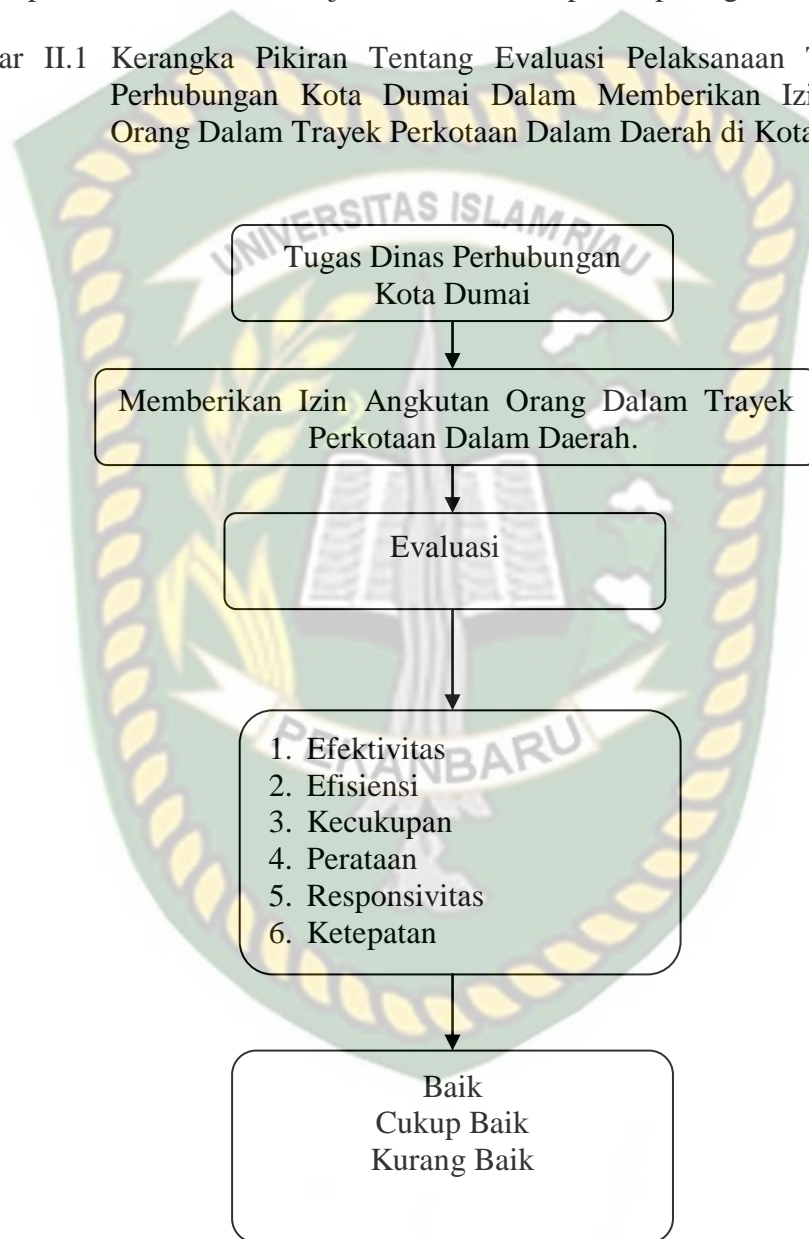 ar II.1 Kerangka Pikiran Tentang Evaluasi Pelaksanaan
Perhubungan Kota Dumai Dalam Memberikan Izi
Orang Dalam Trayek Perkotaan Dalam Daerah di Kota
UNIVERSITAS ISLAM RIAU
Tugas Dinas Perhubungan
Kota Dumai
Memberikan Izin Angkutan Orang Dalam Trayek
Perkotaan Dalam Daerah.
Evaluasi
PEKANBARU
1. Efektivitas
2. Efisiensi
3. Kecukupan
4. Perataan
5. Responsivitas
6. Ketepatan
Baik
Cukup Baik
Kurang Baik